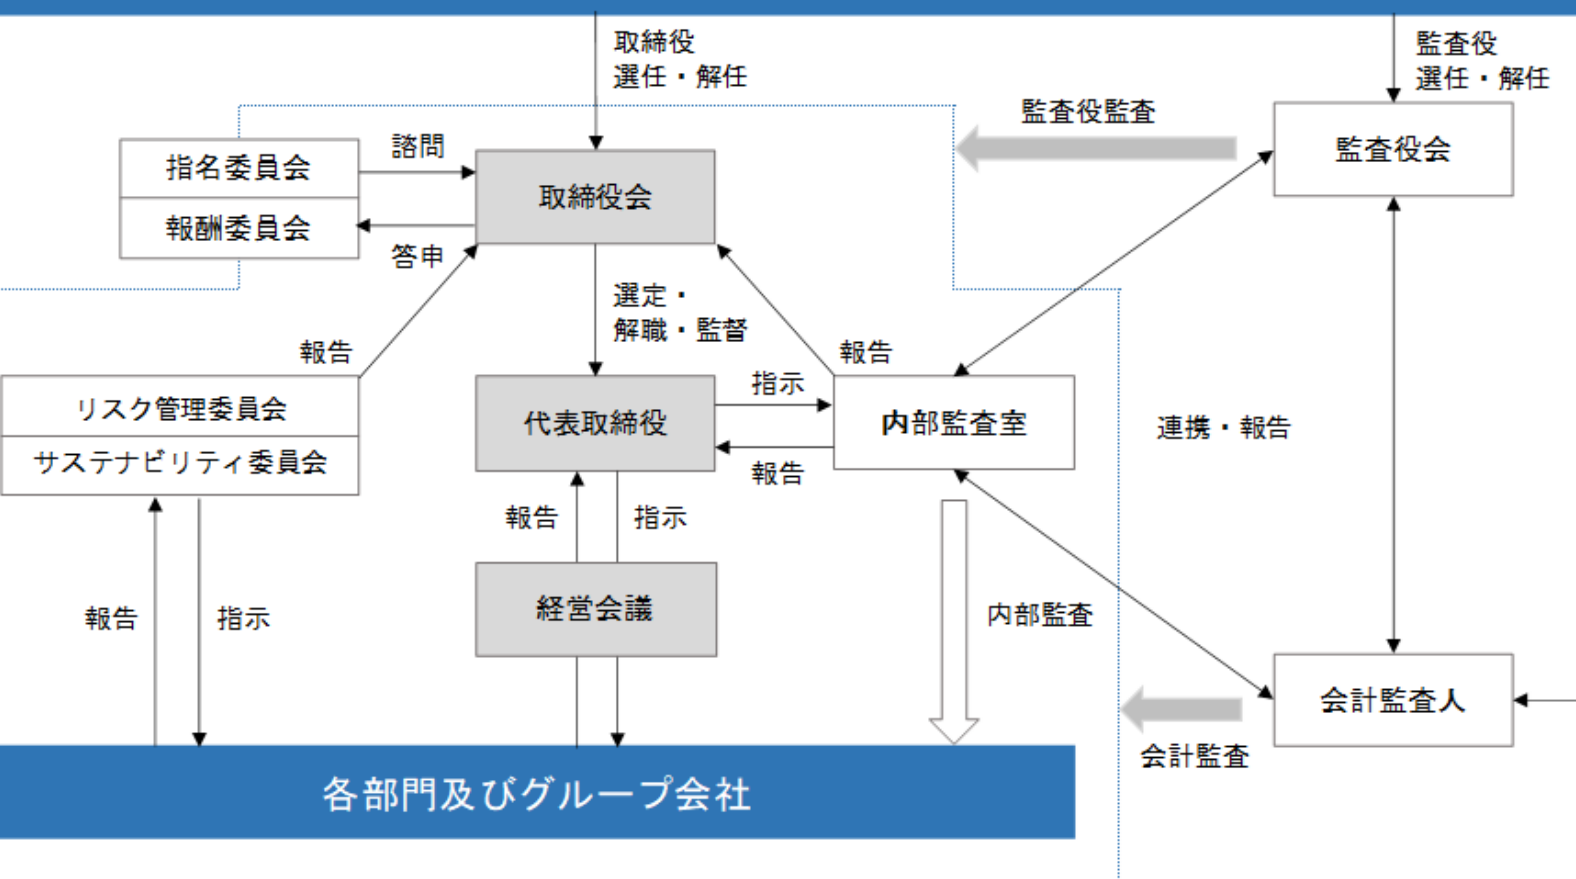 取締役
選任・解任
監査役
選任・解任
監査役監査
監査役会
指名委員会
諮問
報酬委員会
答申
取締役会
選定・
解職・監督
報告
報告
リスク管理委員会
サステナビリティ委員会
代表取締役
指示
報告
内部監査室
連携・報告
報告
指示
経営会議
報告
指示
内部監査
会計監査人
会計監査
各部門及びグループ会社